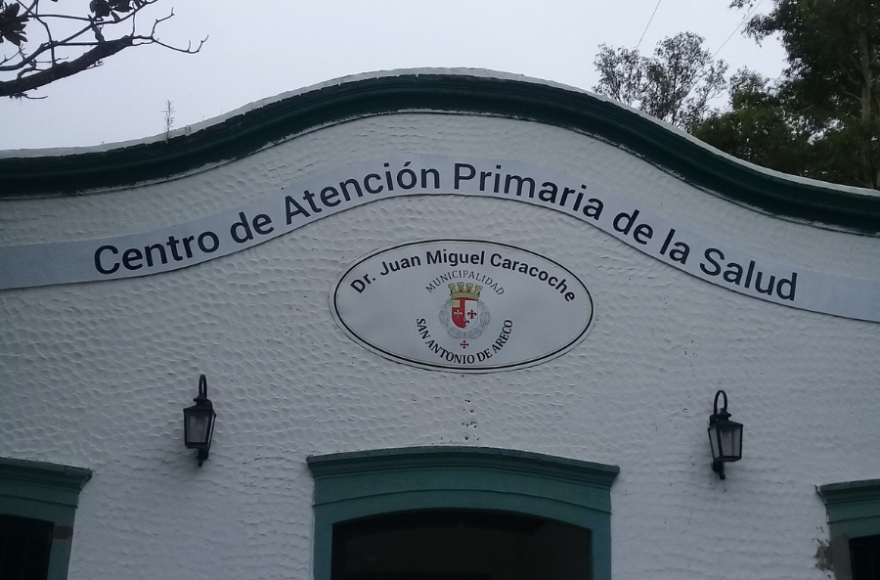 Centro de Atención Primaria de la Salud
Dr. Juan Miguel Caracoche
MUNICIPALIDAD
SAN ANTONIO DE ARECO